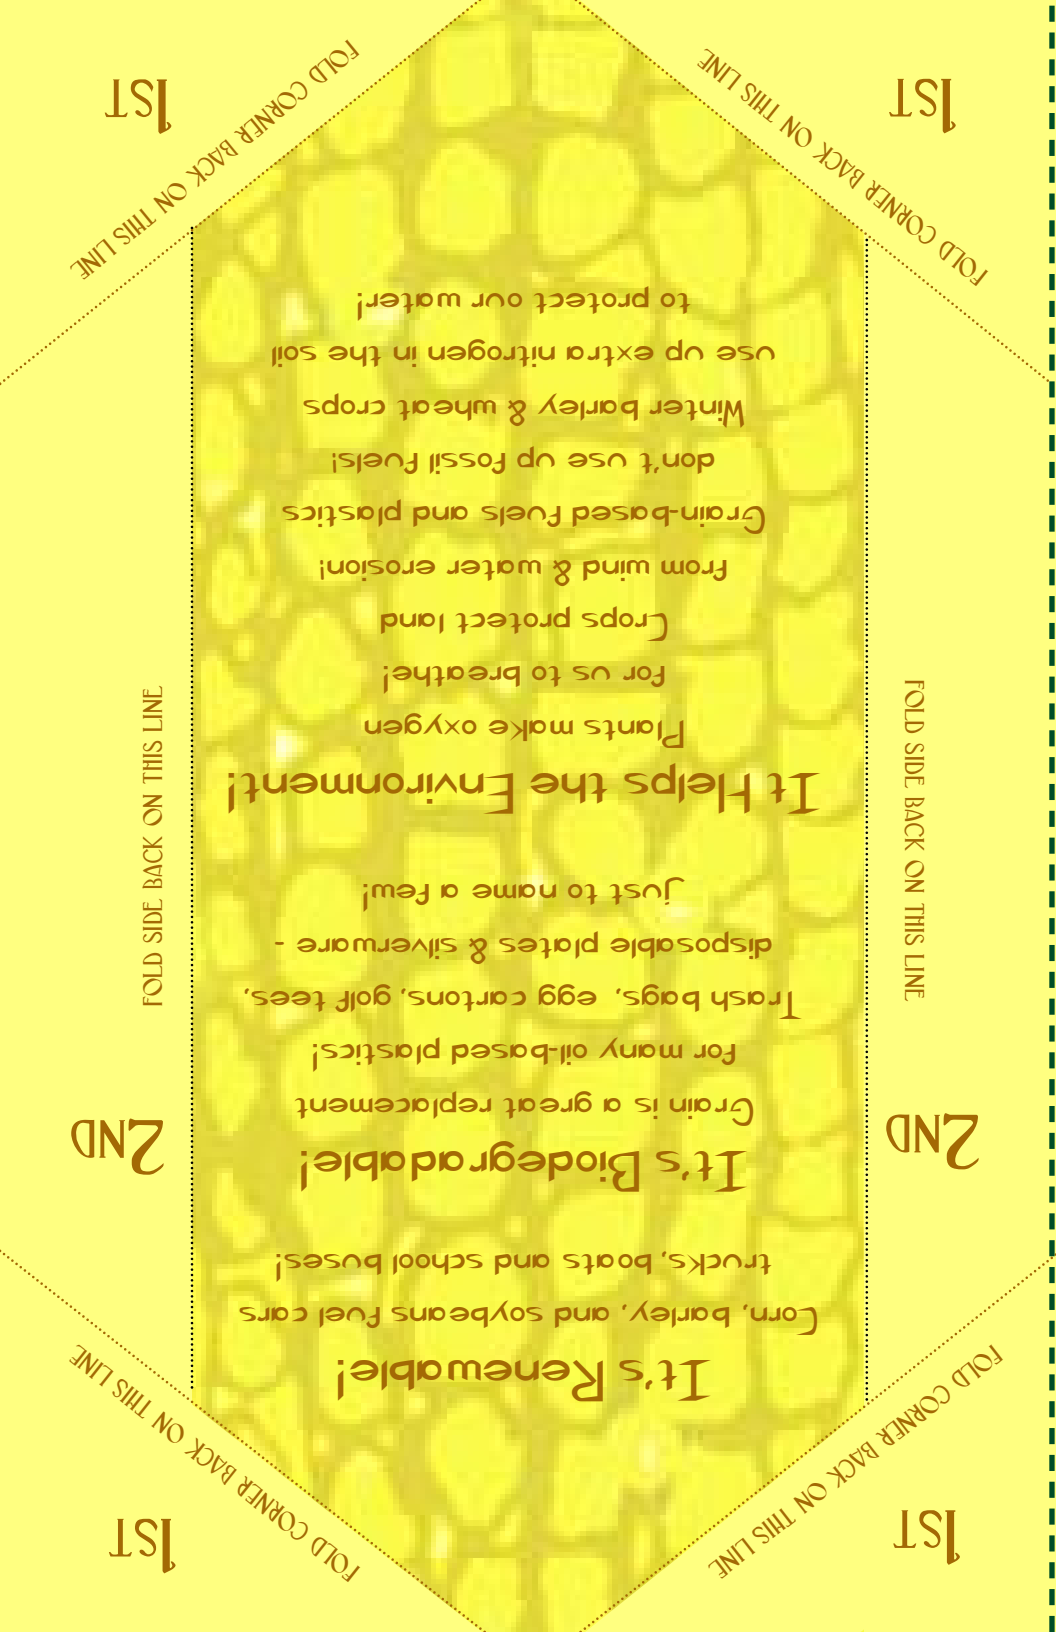 1ST
FOLD CORNER BACK ON THIS LINE
1ST
FOLD CORNER BACK ON THIS LINE
It's Renewable!
Corn, barley, and soybeans fuel cars
trucks, boats and school buses!
2ND
2ND
It's Biodegradable!
Grain is a great replacement
for many oil-based plastics!
Trash bags, egg cartons, golf tees,
disposable plates & silverware -
just to name a few!
FOLD SIDE BACK ON THIS LINE
FOLD SIDE BACK ON THIS LINE
It Helps the Environment!
Plants make oxygen
for us to breathe!
Crops protect land
from wind & water erosion!
Grain-based fuels and plastics
don't use up fossil fuels!
Winter barley & wheat crops
use up extra nitrogen in the soil
to protect our water!
FOLD CORNER BACK ON THIS LINE
1ST
FOLD CORNER BACK ON THIS LINE
1ST